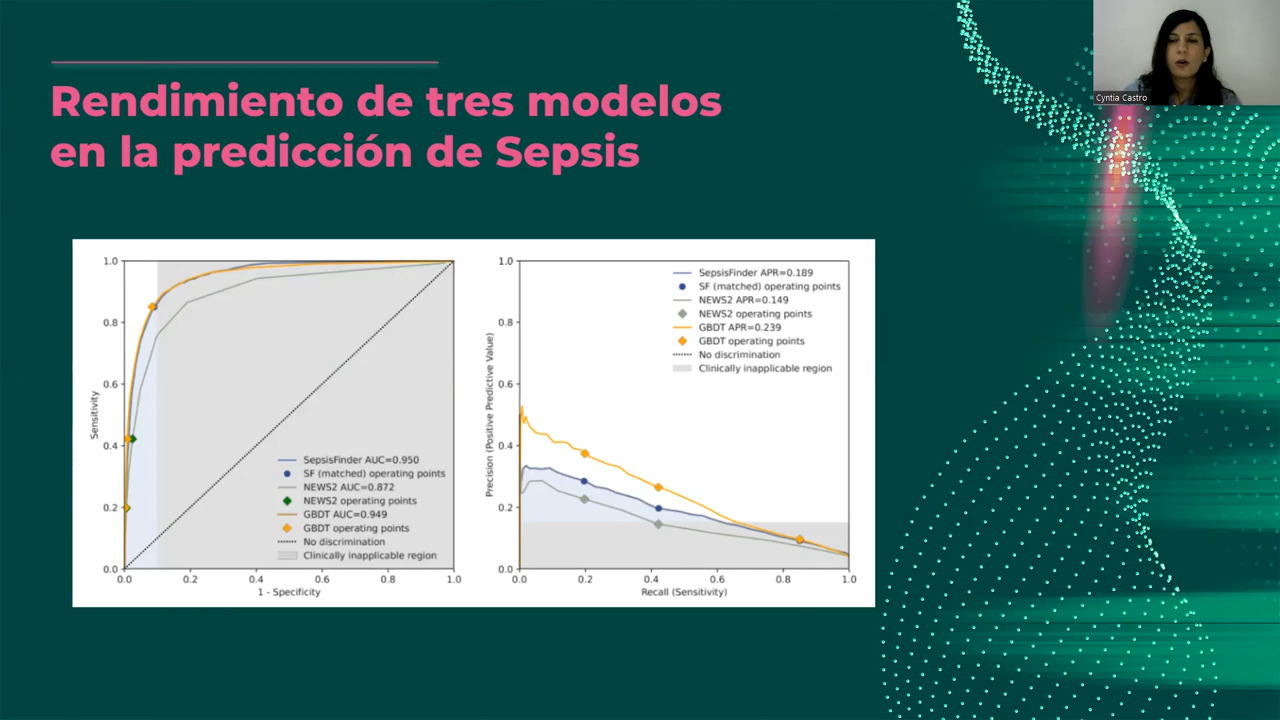 Rendimiento de tres modelos
en la predicción de Sepsis
Cyntia Castro
1.0
0.8
0.6
0.4
0.2
0.0
Sensitivity
0.0 0.2 0.4 0.6 0.8 1.0
1 - Specificity
SepsisFinder AUC=0.950
SF (matched) operating points
NEWS2 AUC=0.872
NEWS2 operating points
GBDT AUC=0.949
GBDT operating points
No discrimination
Clinically inapplicable region
1.0
0.8
0.6
0.4
0.2
0.0
Precision (Positive Predictive Value)
0.0 0.2 0.4 0.6 0.8 1.0
Recall (Sensitivity)
SepsisFinder APR=0.189
SF (matched) operating points
NEWS2 APR=0.149
NEWS2 operating points
GBDT APR=0.239
GBDT operating points
No discrimination
Clinically inapplicable region